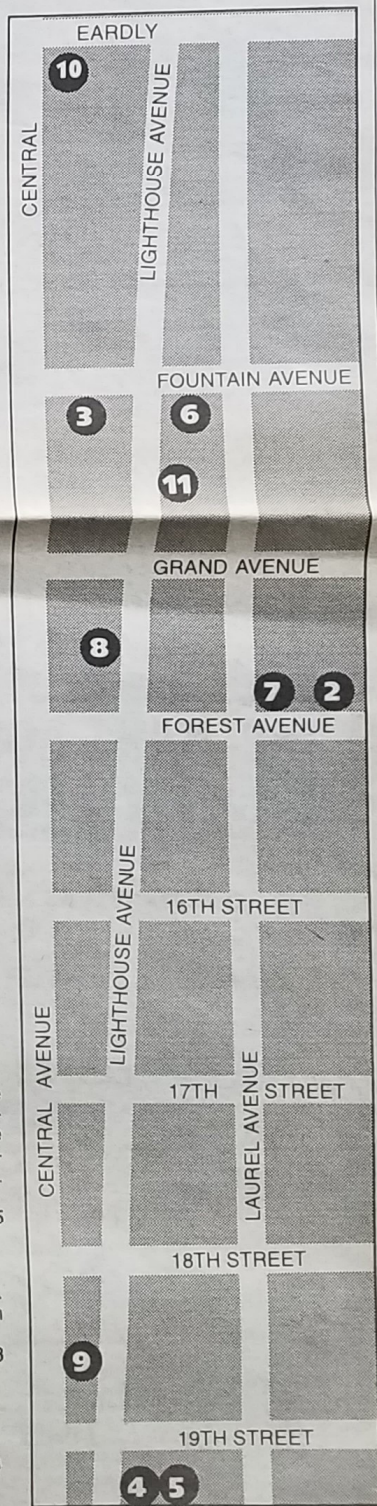 EARDLY
10
CENTRAL
LIGHTHOUSE AVENUE
FOUNTAIN AVENUE
3
6
11
GRAND AVENUE
8
7 2
FOREST AVENUE
16TH STREET
LIGHTHOUSE AVENUE
CENTRAL AVENUE
17TH STREET
LAUREL AVENUE
18TH STREET
9
19TH STREET
4 5